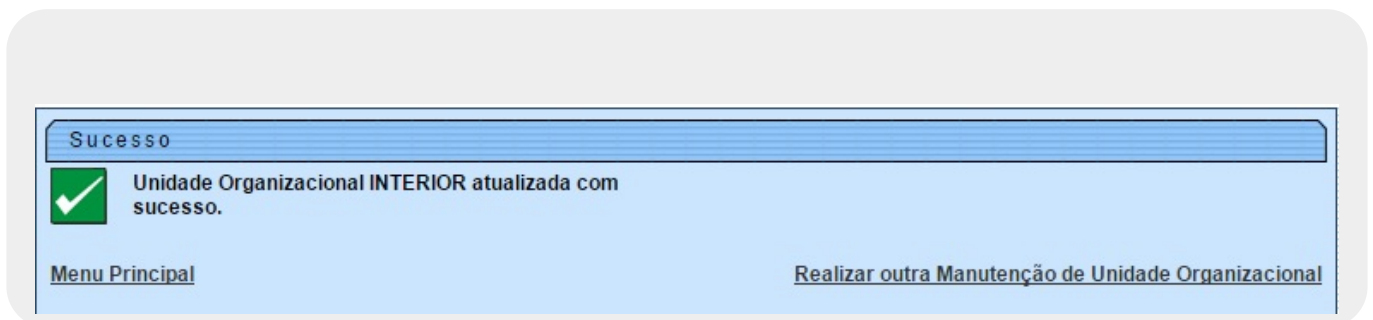 Sucesso
Unidade Organizacional INTERIOR atualizada com
sucesso.
Menu Principal
Realizar outra Manutenção de Unidade Organizacional